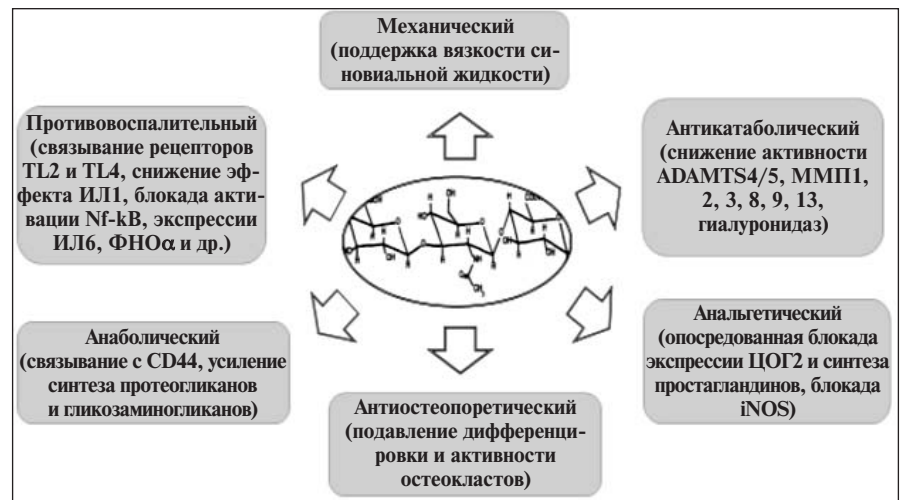 Механический
(поддержка вязкости си-
новиальной жидкости)
Противовоспалительный
(связывание рецепторов
TL2 и TL4, снижение эф-
фекта ИЛ1, блокада акти-
вации Nf-kB, экспрессии
ИЛ6, ФНОα и др.)
Антикатаболический
(снижение активности
ADAMTS4/5, ММП1,
2, 3, 8, 9, 13,
гиалуронидаз)
Анаболический
(связывание с CD44, усиление
синтеза протеогликанов
и гликозаминогликанов)
Антиостеопоретический
(подавление дифференци-
ровки и активности
остеокластов)
Анальгетический
(опосредованная блокада
экспрессии ЦОГ2 и синтеза
простагландинов, блокада
iNOS)